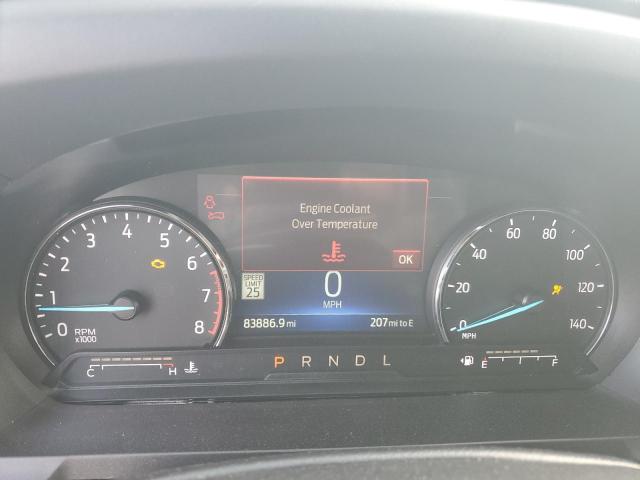 Engine Coolant
Over Temperature
OK
SPEED
LIMIT
25
0
MPH
83886.9 mi
207 mi to E
0 1 2 3 4 5 6 7 8
RPM
x1000
0 20 40 60 80 100 120 140
MPH
C H
P R N D L
E F